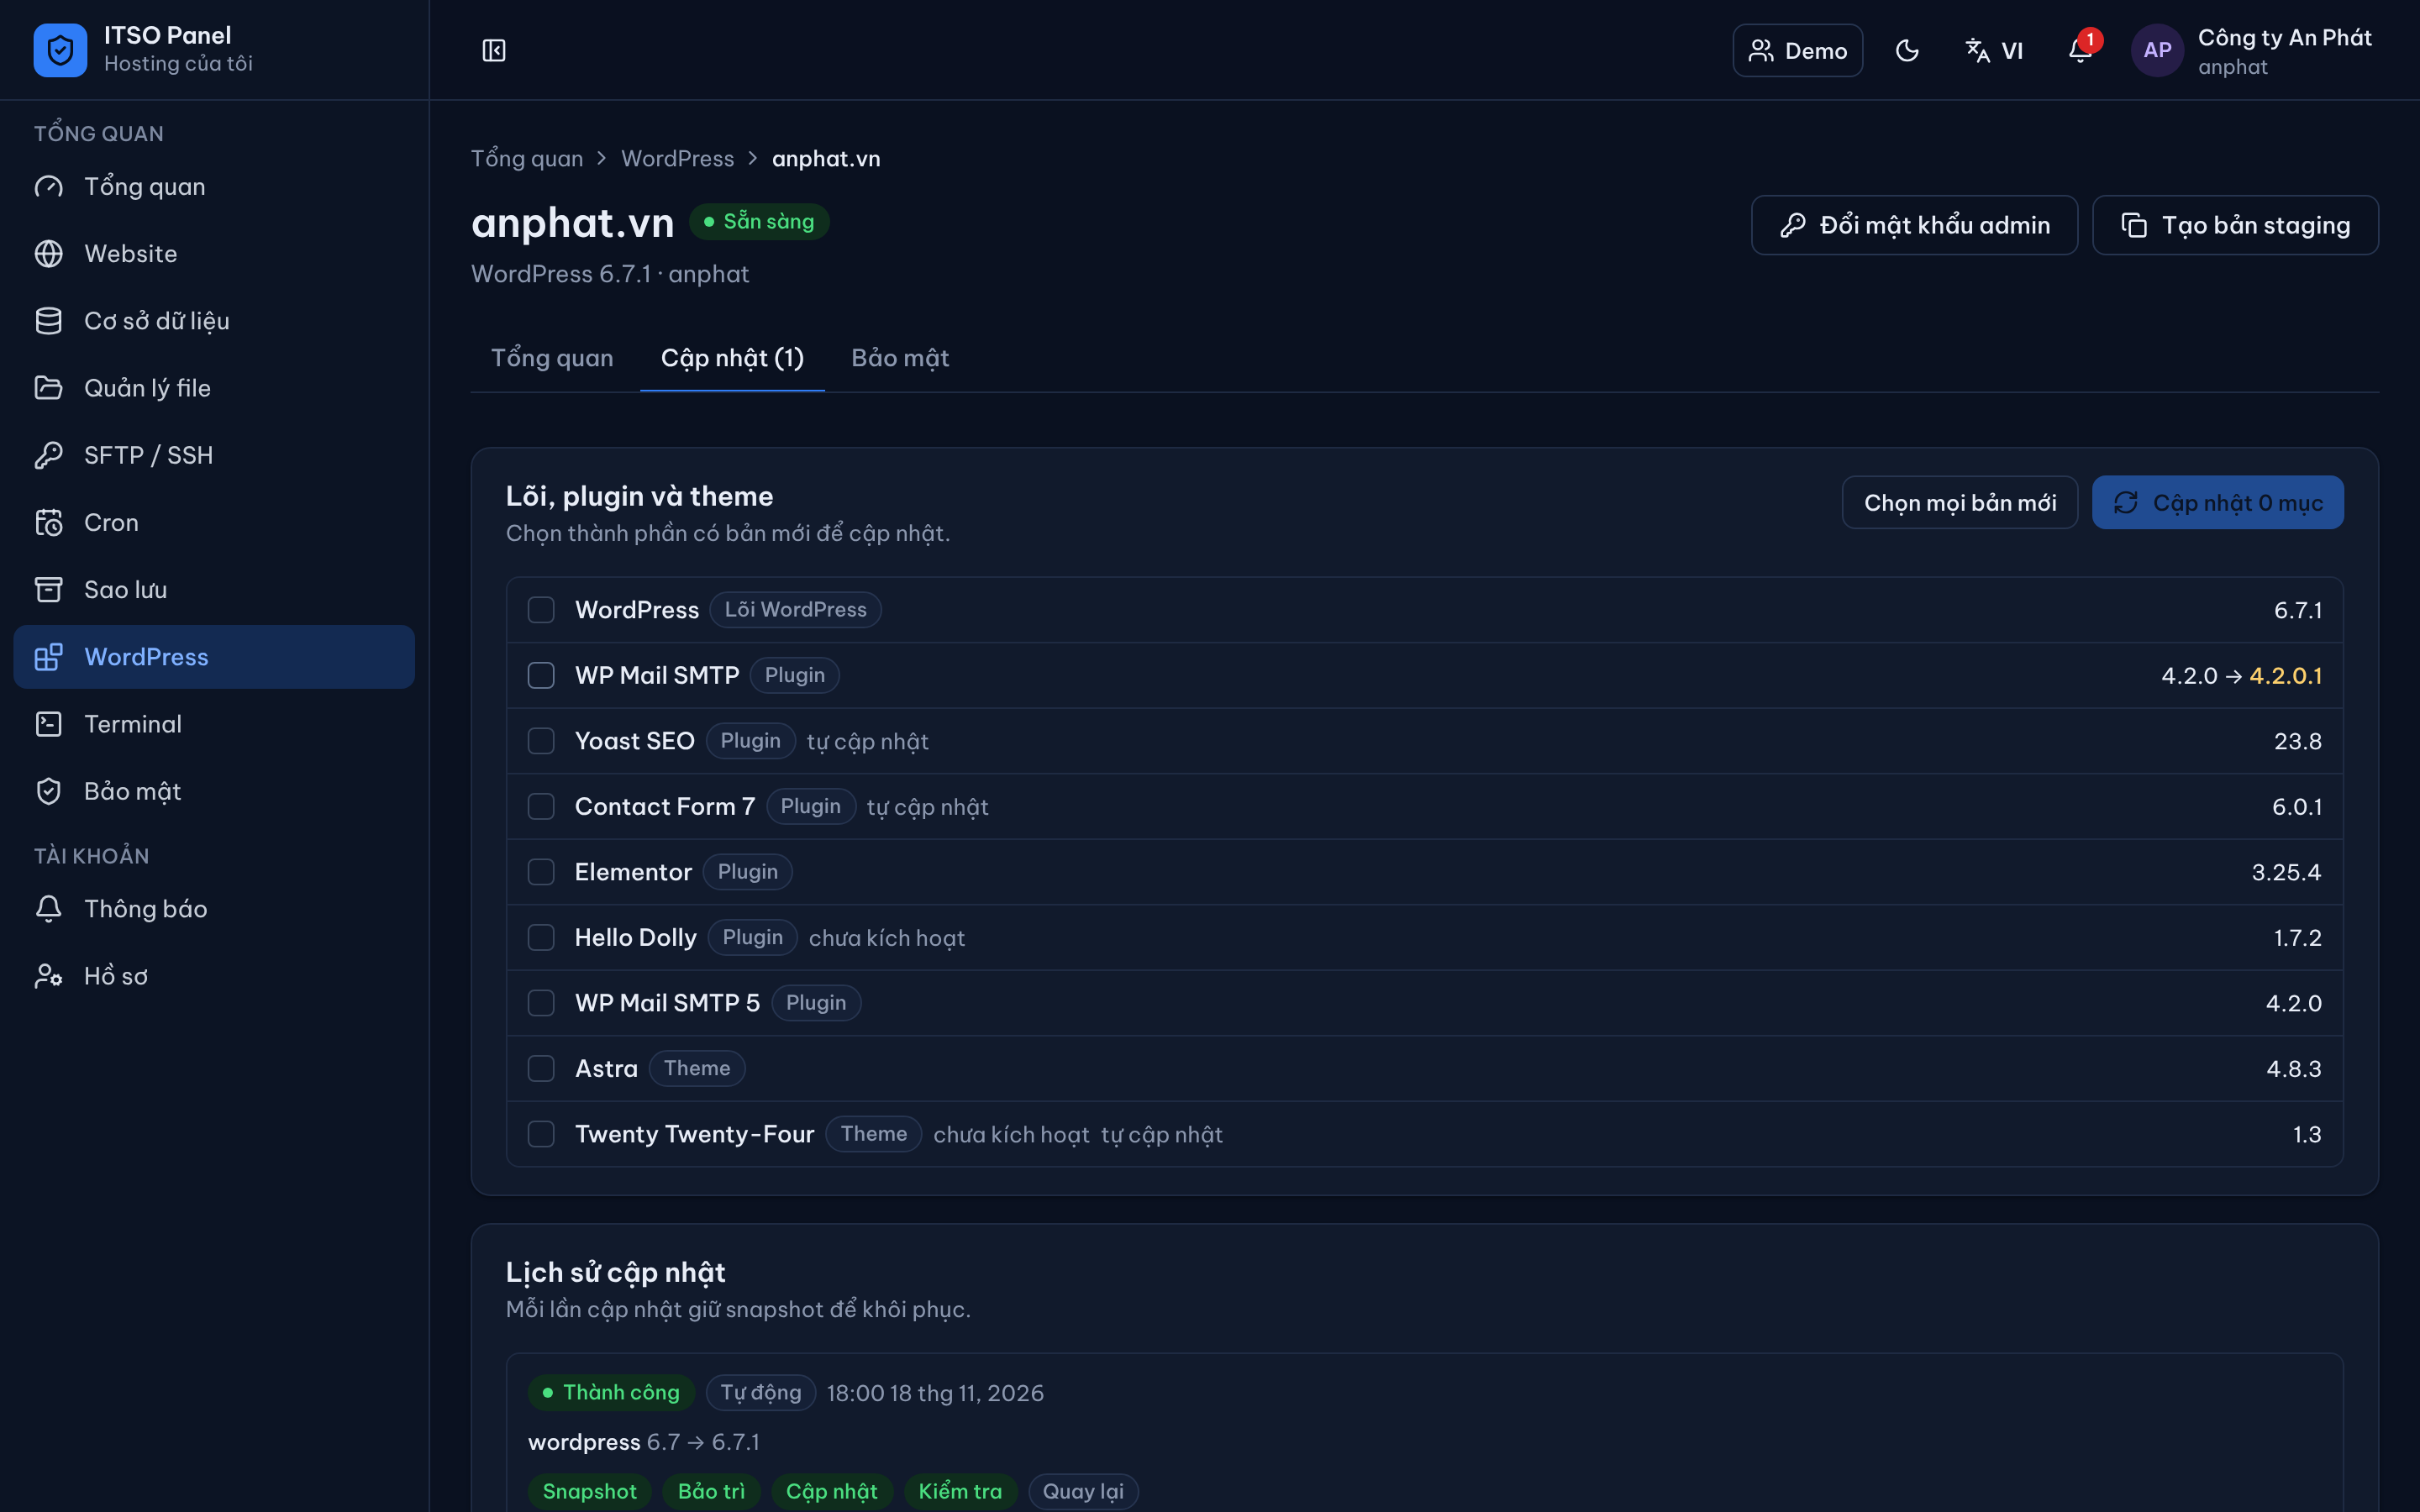 ITSO Panel
Hosting của tôi
Demo
VI
1
AP
Công ty An Phát
anphat
TỔNG QUAN
Tổng quan
Website
Cơ sở dữ liệu
Quản lý file
SFTP / SSH
Cron
Sao lưu
WordPress
Terminal
Bảo mật
TÀI KHOẢN
Thông báo
Hồ sơ
Tổng quan > WordPress > anphat.vn
anphat.vn Sẵn sàng
WordPress 6.7.1 · anphat
Đổi mật khẩu admin
Tạo bản staging
Tổng quan Cập nhật (1) Bảo mật
Lõi, plugin và theme
Chọn thành phần có bản mới để cập nhật.
Chọn mọi bản mới
Cập nhật 0 mục
WordPress Lõi WordPress 6.7.1
WP Mail SMTP Plugin 4.2.0 → 4.2.0.1
Yoast SEO Plugin tự cập nhật 23.8
Contact Form 7 Plugin tự cập nhật 6.0.1
Elementor Plugin 3.25.4
Hello Dolly Plugin chưa kích hoạt 1.7.2
WP Mail SMTP 5 Plugin 4.2.0
Astra Theme 4.8.3
Twenty Twenty-Four Theme chưa kích hoạt tự cập nhật 1.3
Lịch sử cập nhật
Mỗi lần cập nhật giữ snapshot để khôi phục.
Thành công Tự động 18:00 18 thg 11, 2026
wordpress 6.7 → 6.7.1
Snapshot Bảo trì Cập nhật Kiểm tra Quay lại